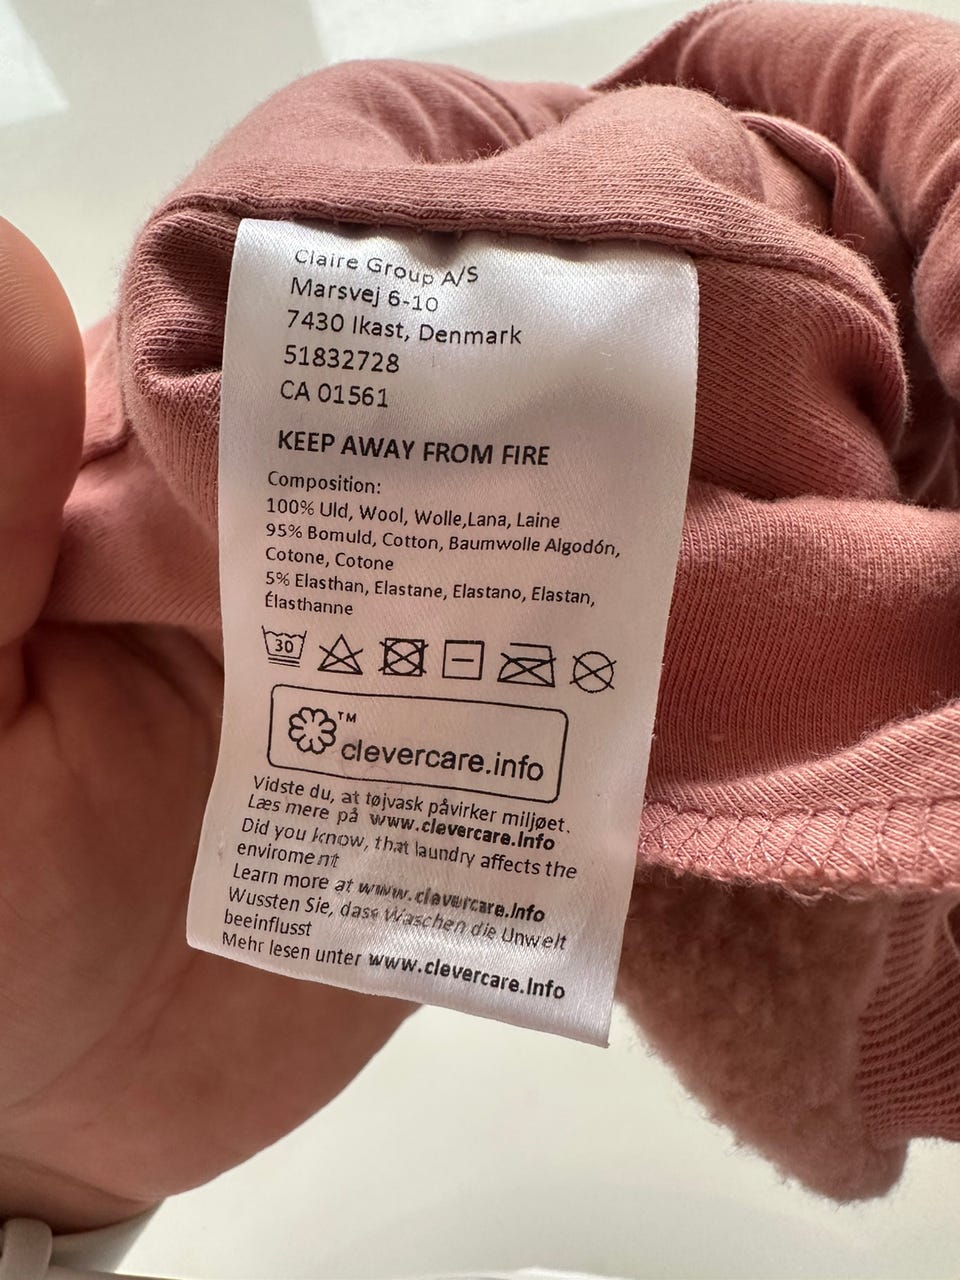 Claire Group A/S
Marsvej 6-10
7430 Ikast, Denmark
51832728
CA 01561
KEEP AWAY FROM FIRE
Composition:
100% Uld, Wool, Wolle,Lana, Laine
95% Bomuld, Cotton, Baumwolle Algodón,
Cotone, Cotone
5% Elasthan, Elastane, Elastano, Elastan,
Élasthanne
30
TM
clevercare.info
Vidste du, at tøjvask påvirker miljøet.
Læs mere på www.clevercare.Info
Did you know, that laundry affects the
enviroment
Learn more at www.clevercare.Info
Wussten Sie, dass Waschen die Unwelt
beeinflusst
Mehr lesen unter www.clevercare.Info